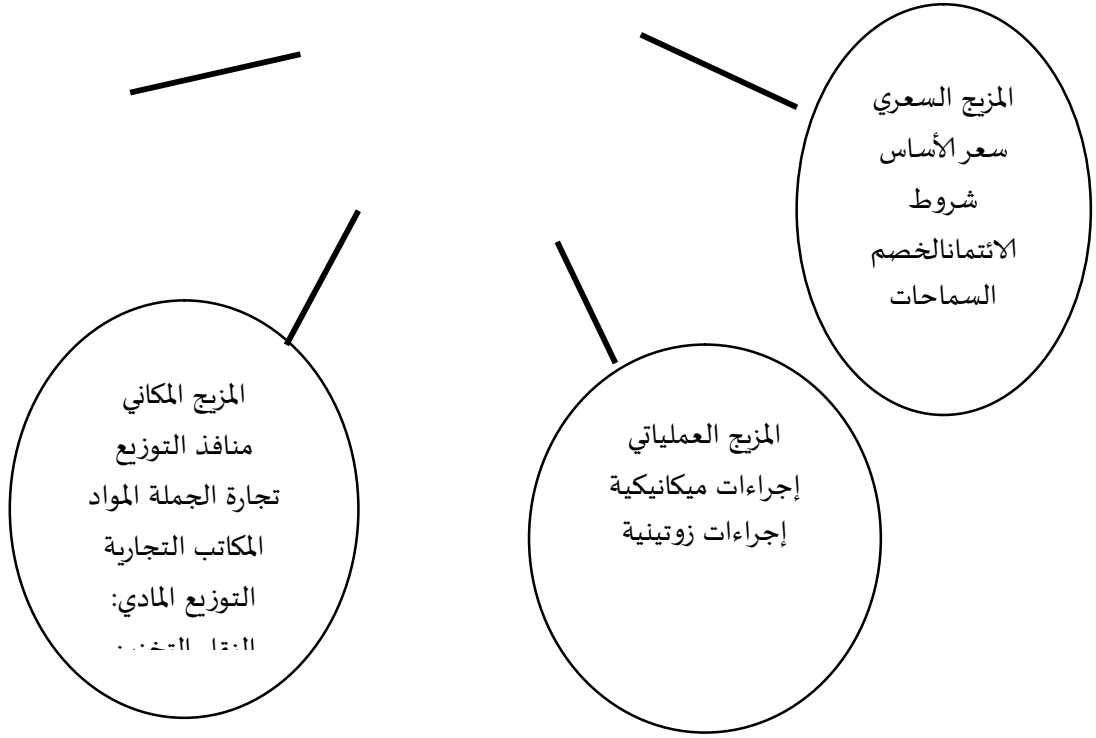 المزيج السعري
سعر الأساس
شروط
الائتمانالخصم
السماحات
المزيج العملياتي
إجراءات ميكانيكية
إجراءات زوتينية
المزيج المكاني
منافذ التوزيع
تجارة الجملة المواد
المكاتب التجارية
التوزيع المادي: